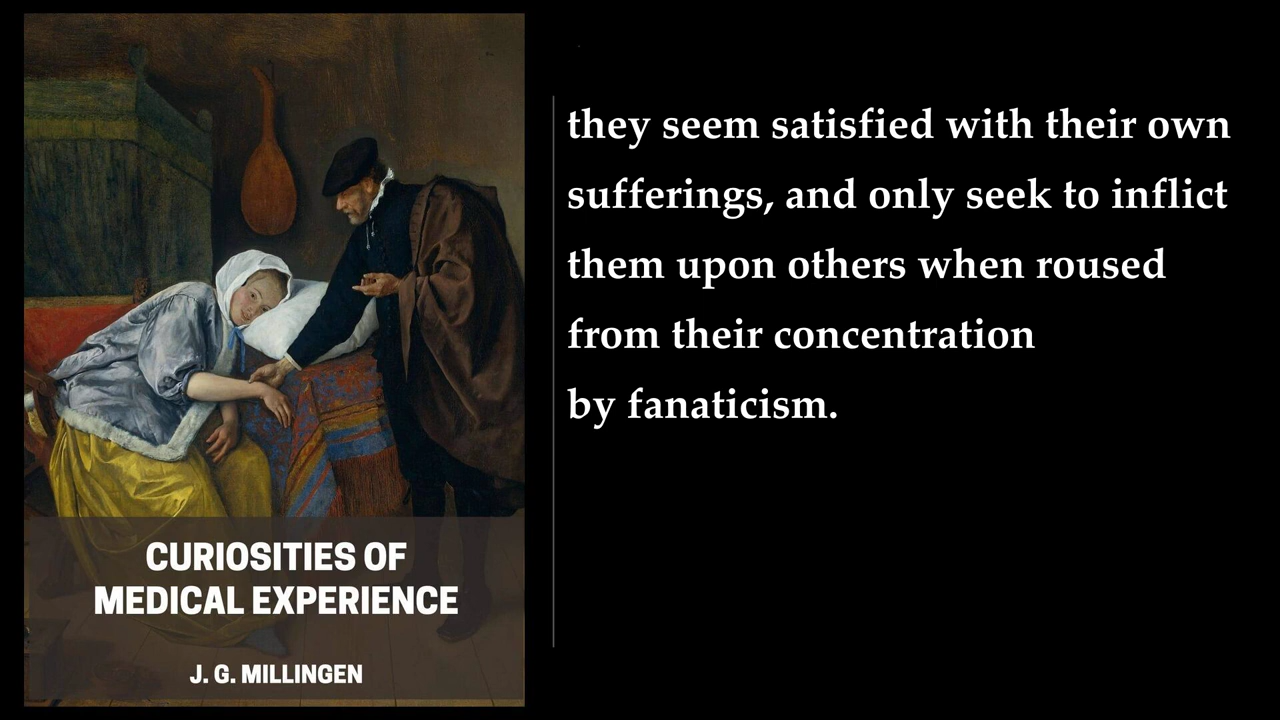 they seem satisfied with their own
sufferings, and only seek to inflict
them upon others when roused
from their concentration
by fanaticism.
CURIOSITIES OF
MEDICAL EXPERIENCE
J. G. MILLINGEN